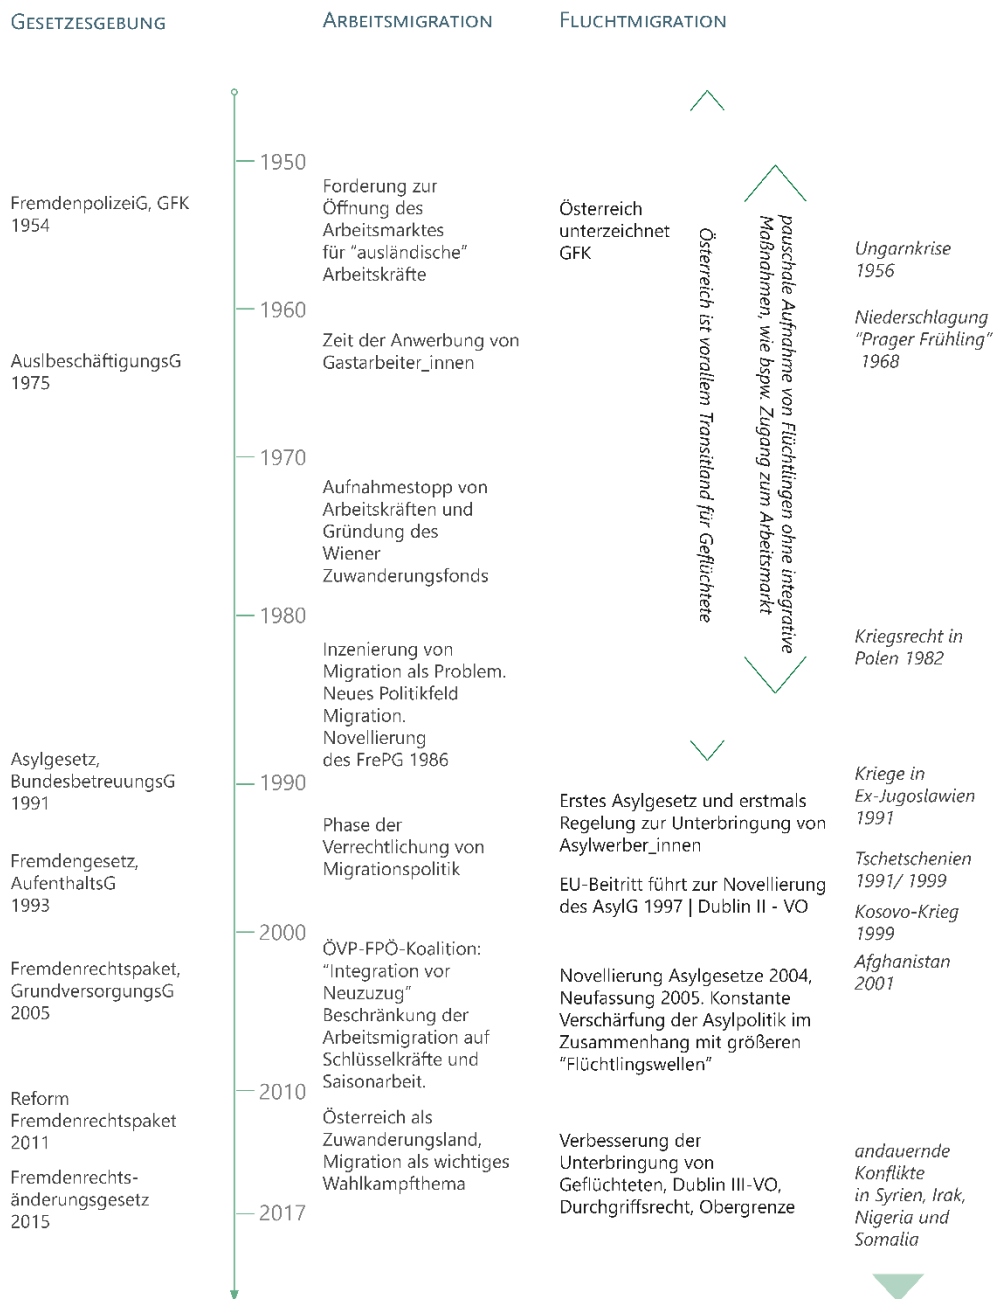 GESETZESGEBUNG
FremdenpolizeiG, GFK
1954
AuslbeschäftigungsG
1975
Asylgesetz,
BundesbetreuungsG
1991
Fremdengesetz,
AufenthaltsG
1993
Fremdenrechtspaket,
GrundversorgungsG
2005
Reform
Fremdenrechtspaket
2011
Fremdenrechts-
änderungsgesetz
2015
1950
1960
1970
1980
1990
2000
2010
2017
ARBEITSMIGRATION
Forderung zur
Öffnung des
Arbeitsmarktes
für "ausländische"
Arbeitskräfte
Zeit der Anwerbung von
Gastarbeiter_innen
Aufnahmestopp von
Arbeitskräften und
Gründung des
Wiener
Zuwanderungsfonds
Inzenierung von
Migration als Problem.
Neues Politikfeld
Migration.
Novellierung
des FrePG 1986
Phase der
Verrechtlichung von
Migrationspolitik
ÖVP-FPÖ-Koalition:
"Integration vor
Neuzuzug"
Beschränkung der
Arbeitsmigration auf
Schlüsselkräfte und
Saisonarbeit.
Österreich als
Zuwanderungsland,
Migration als wichtiges
Wahlkampfthema
FLUCHTMIGRATION
Österreich
unterzeichnet
GFK
Österreich ist vorallem Transitland für Geflüchtete
pauschale Aufnahme von Flüchtlingen ohne integrative
Maßnahmen, wie bspw. Zugang zum Arbeitsmarkt
Erstes Asylgesetz und erstmals
Regelung zur Unterbringung von
Asylwerber_innen
EU-Beitritt führt zur Novellierung
des AsylG 1997 | Dublin II - VO
Novellierung Asylgesetze 2004,
Neufassung 2005. Konstante
Verschärfung der Asylpolitik im
Zusammenhang mit größeren
"Flüchtlingswellen"
Verbesserung der
Unterbringung von
Geflüchteten, Dublin III-VO,
Durchgriffsrecht, Obergrenze
Ungarnkrise
1956
Niederschlagung
"Prager Frühling"
1968
Kriegsrecht in
Polen 1982
Kriege in
Ex-Jugoslawien
1991
Tschetschenien
1991/ 1999
Kosovo-Krieg
1999
Afghanistan
2001
andauernde
Konflikte
in Syrien, Irak,
Nigeria und
Somalia